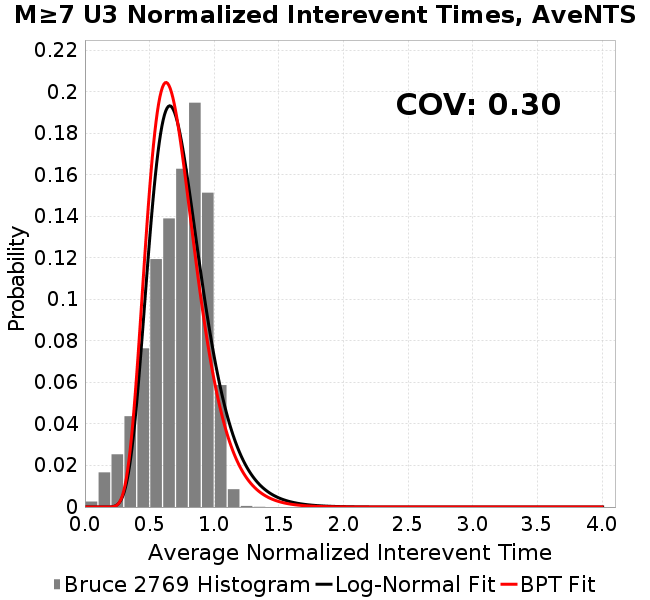 M≥7 U3 Normalized Interevent Times, AveNTS
0.22
0.2
0.18
0.16
0.14
0.12
0.1
0.08
0.06
0.04
0.02
0
Probability
COV: 0.30
0.0 0.5 1.0 1.5 2.0 2.5 3.0 3.5 4.0
Average Normalized Interevent Time
Bruce 2769 Histogram Log-Normal Fit BPT Fit